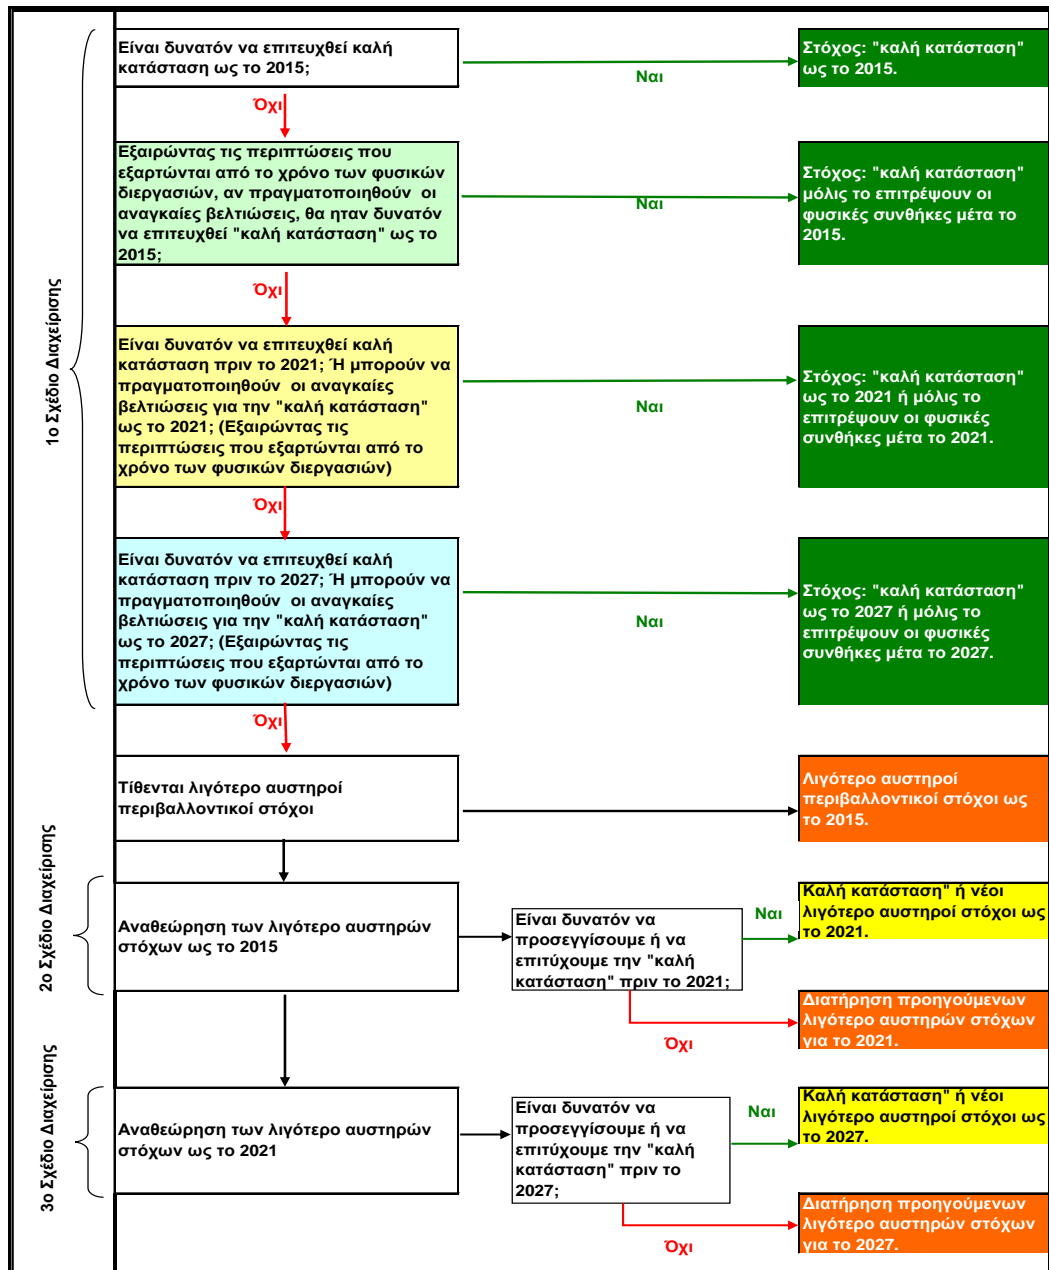 Είναι δυνατόν να επιτευχθεί καλή
κατάσταση ως το 2015;
Ναι
Στόχος: "καλή κατάσταση"
ως το 2015.
Όχι
Εξαιρώντας τις περιπτώσεις που
εξαρτώνται από το χρόνο των φυσικών
διεργασιών, αν πραγματοποιηθούν οι
αναγκαίες βελτιώσεις, θα ηταν δυνατόν
να επιτευχθεί "καλή κατάσταση" ως το
2015;
Ναι
Στόχος: "καλή κατάσταση"
μόλις το επιτρέψουν οι
φυσικές συνθήκες μέτα το
2015.
Όχι
1ο Σχέδιο Διαχείρισης
Είναι δυνατόν να επιτευχθεί καλή
κατάσταση πριν το 2021; Ή μπορούν να
πραγματοποιηθούν οι αναγκαίες
βελτιώσεις για την "καλή κατάσταση"
ως το 2021; (Εξαιρώντας τις
περιπτώσεις που εξαρτώνται από το
χρόνο των φυσικών διεργασιών)
Ναι
Στόχος: "καλή κατάσταση"
ως το 2021 ή μόλις το
επιτρέψουν οι φυσικές
συνθήκες μέτα το 2021.
Όχι
Είναι δυνατόν να επιτευχθεί καλή
κατάσταση πριν το 2027; Ή μπορούν να
πραγματοποιηθούν οι αναγκαίες
βελτιώσεις για την "καλή κατάσταση"
ως το 2027; (Εξαιρώντας τις
περιπτώσεις που εξαρτώνται από το
χρόνο των φυσικών διεργασιών)
Ναι
Στόχος: "καλή κατάσταση"
ως το 2027 ή μόλις το
επιτρέψουν οι φυσικές
συνθήκες μέτα το 2027.
Όχι
Τίθενται λιγότερο αυστηροί
περιβαλλοντικοί στόχοι
Λιγότερο αυστηροί
περιβαλλοντικοί στόχοι ως
το 2015.
2ο Σχέδιο Διαχείρισης
Αναθεώρηση των λιγότερο αυστηρών
στόχων ως το 2015
Είναι δυνατόν να
προσεγγίσουμε ή να
επιτύχουμε την "καλή
κατάσταση" πριν το 2021;
Ναι
Καλή κατάσταση" ή νέοι
λιγότερο αυστηροί στόχοι ως
το 2021.
Όχι
Διατήρηση προηγούμενων
λιγότερο αυστηρών στόχων
για το 2021.
3ο Σχέδιο Διαχείρισης
Αναθεώρηση των λιγότερο αυστηρών
στόχων ως το 2021
Είναι δυνατόν να
προσεγγίσουμε ή να
επιτύχουμε την "καλή
κατάσταση" πριν το
2027;
Ναι
Καλή κατάσταση" ή νέοι
λιγότερο αυστηροί στόχοι ως
το 2027.
Όχι
Διατήρηση προηγούμενων
λιγότερο αυστηρών στόχων
για το 2027.